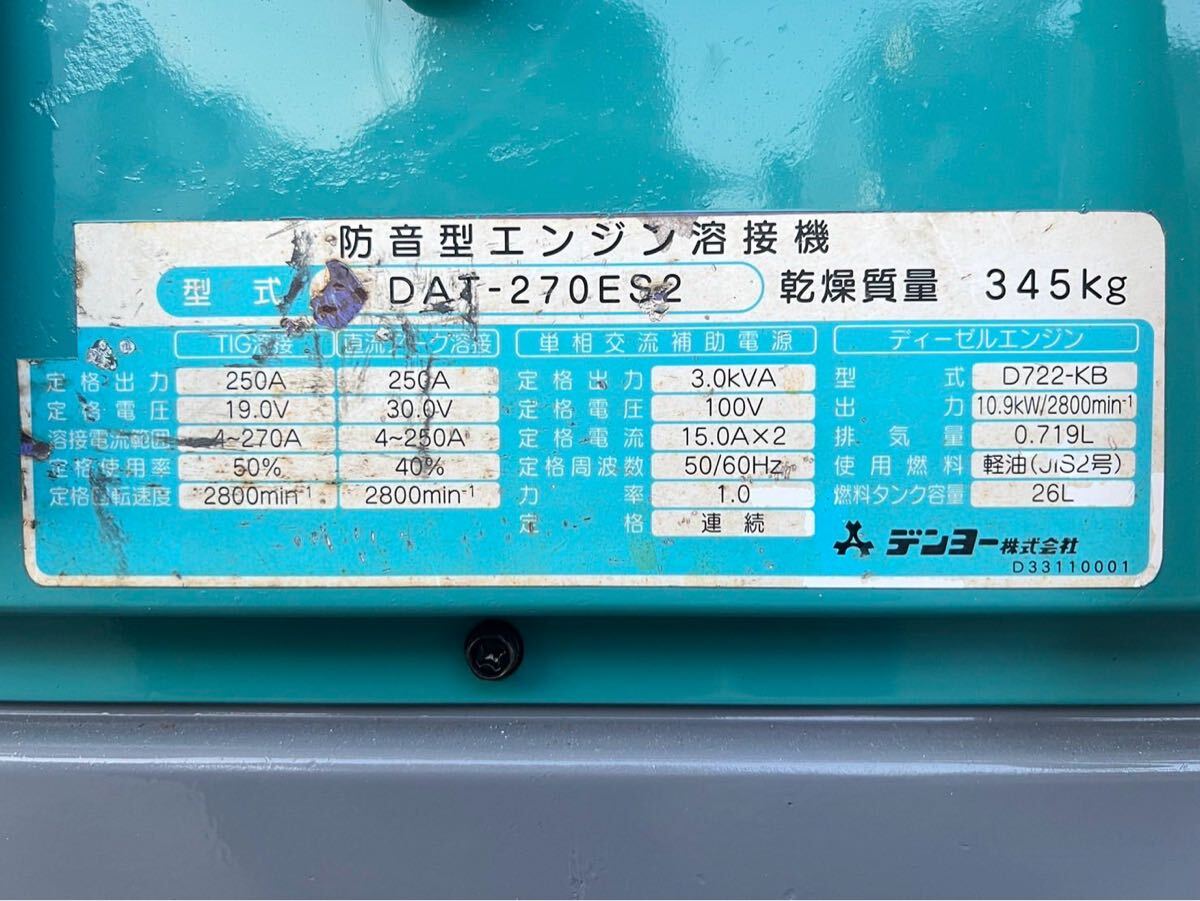 防音型エンジン溶接機
型式 DAT-270ES2 乾燥質量 345kg
TIG溶接 直流アーク溶接 単相交流補助電源 ディーゼルエンジン
定格出力 250A 250A 定格出力 3.0kVA 型式 D722-KB
定格電圧 19.0V 30.0V 定格電圧 100V 出力 10.9kW/2800min⁻¹
溶接電流範囲 4~270A 4~250A 定格電流 15.0A×2 排気量 0.719L
定格使用率 50% 40% 定格周波数 50/60Hz 使用燃料 軽油(JIS2号)
定格回転速度 2800min⁻¹ 2800min⁻¹ 力率 1.0 燃料タンク容量 26L
定格 連続 デンヨー株式会社
D33110001